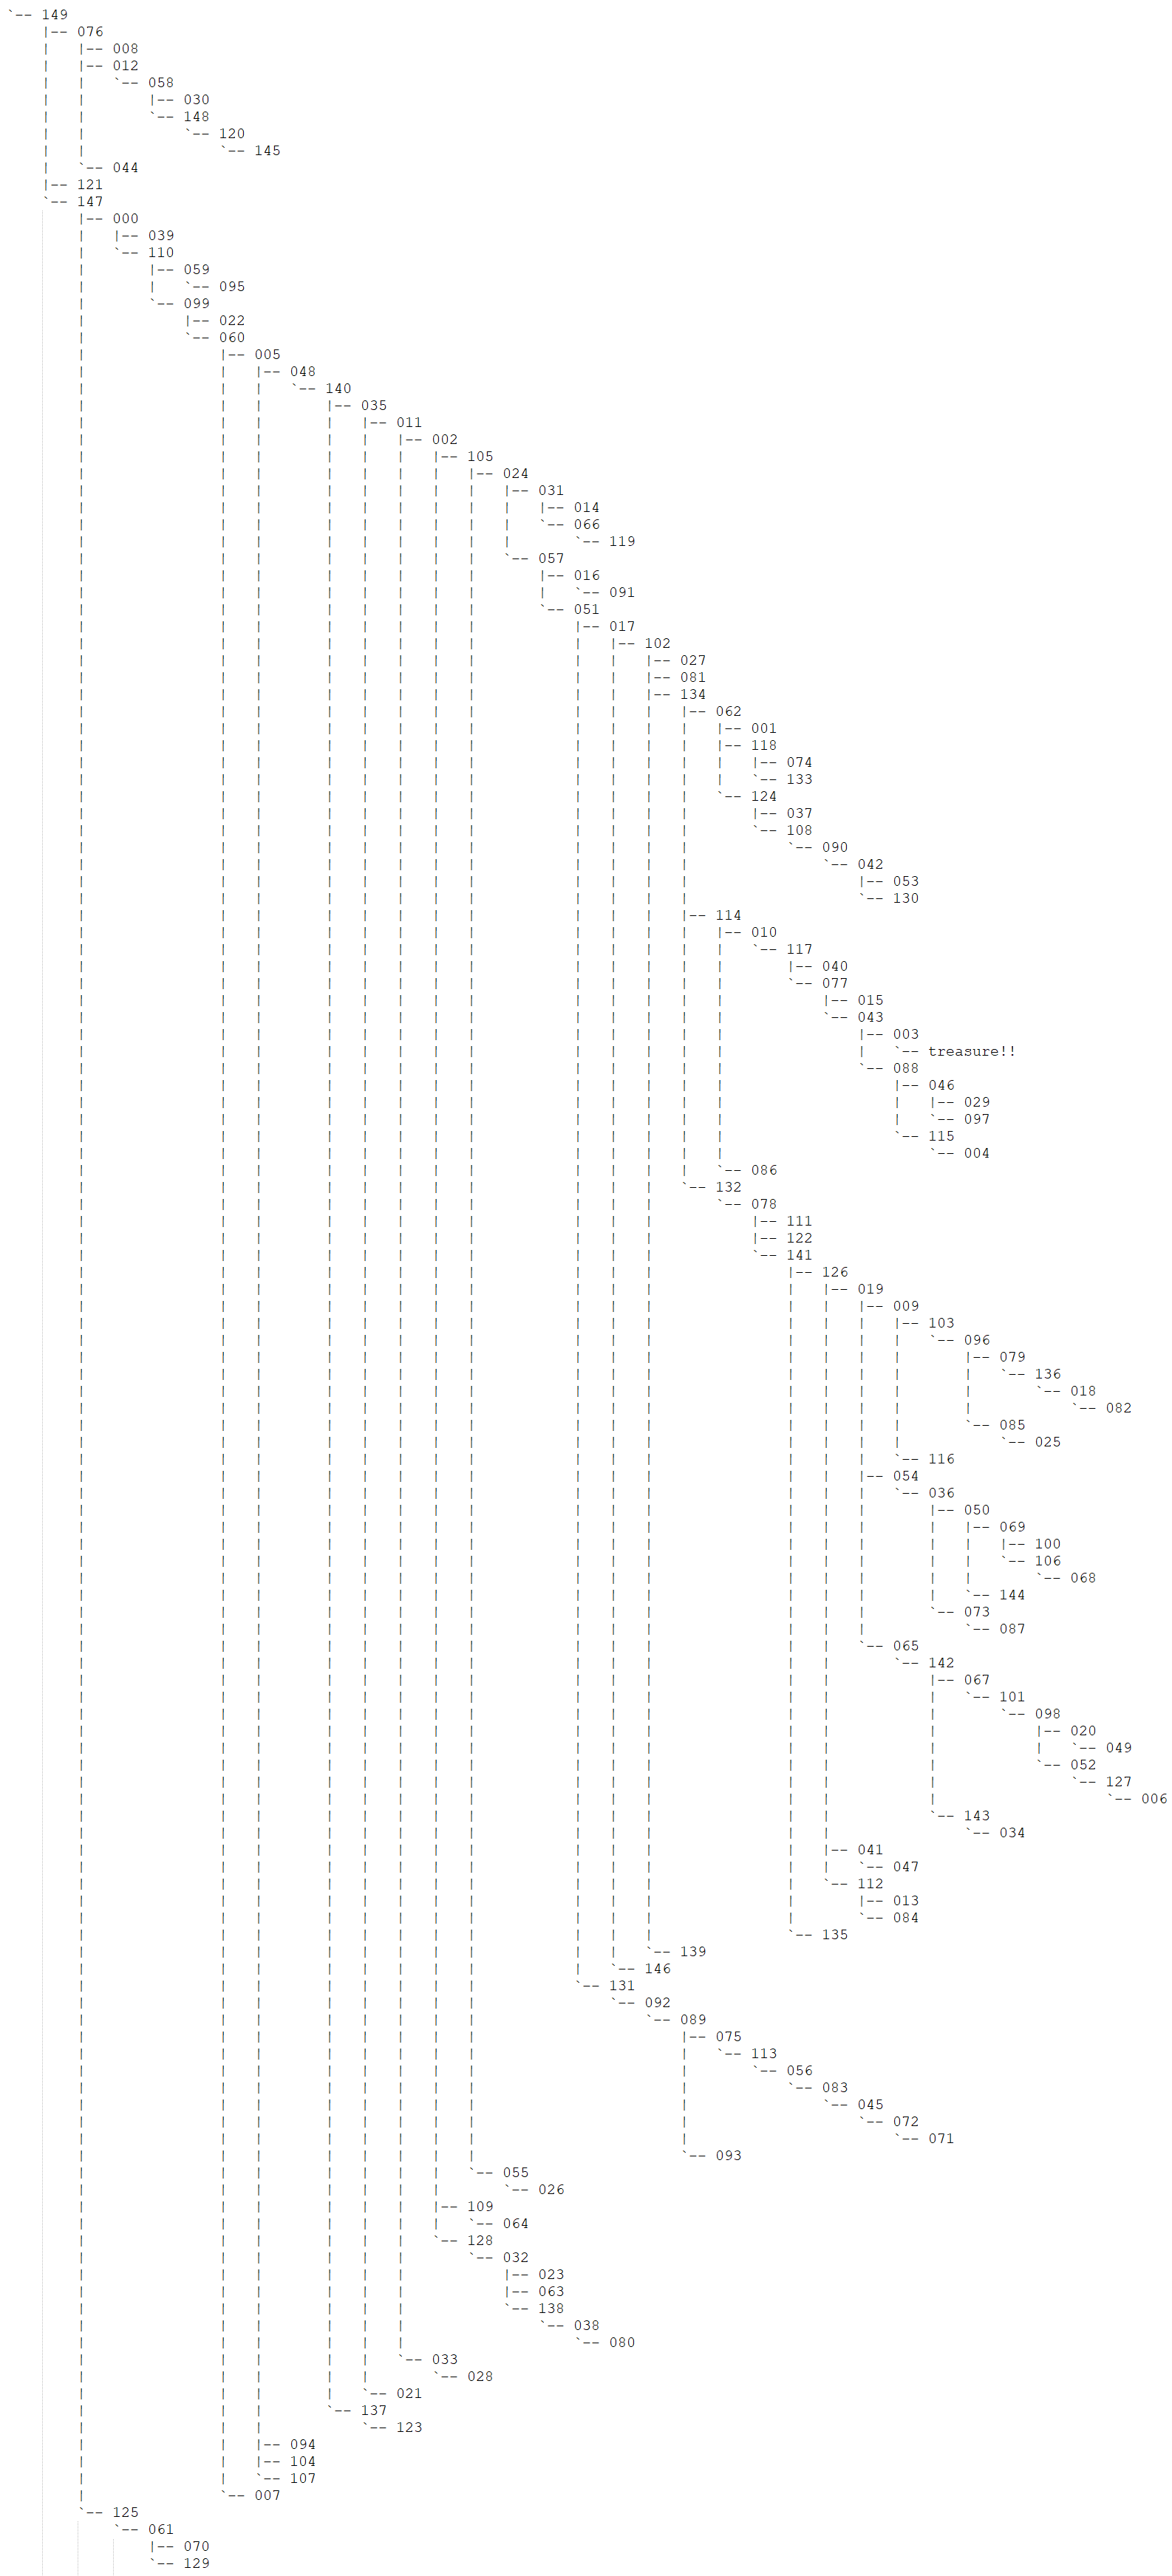 `-- 149
    |-- 076
    |   |-- 008
    |   |-- 012
    |   |   `-- 058
    |   |       |-- 030
    |   |       `-- 148
    |   |           `-- 120
    |   |               `-- 145
    |   `-- 044
    |-- 121
    `-- 147
        |-- 000
        |   |-- 039
        |   `-- 110
        |       |-- 059
        |       |   `-- 095
        |       `-- 099
        |           |-- 022
        |           `-- 060
        |               |-- 005
        |               |   |-- 048
        |               |   |   `-- 140
        |               |   |       |-- 035
        |               |   |       |   |-- 011
        |               |   |       |   |   |-- 002
        |               |   |       |   |   |   |-- 105
        |               |   |       |   |   |   |   |-- 024
        |               |   |       |   |   |   |   |   |-- 031
        |               |   |       |   |   |   |   |   |   |-- 014
        |               |   |       |   |   |   |   |   |   `-- 066
        |               |   |       |   |   |   |   |   |       `-- 119
        |               |   |       |   |   |   |   |   `-- 057
        |               |   |       |   |   |   |   |       |-- 016
        |               |   |       |   |   |   |   |       |   `-- 091
        |               |   |       |   |   |   |   |       `-- 051
        |               |   |       |   |   |   |   |           |-- 017
        |               |   |       |   |   |   |   |           |   |-- 102
        |               |   |       |   |   |   |   |           |   |   |-- 027
        |               |   |       |   |   |   |   |           |   |   |-- 081
        |               |   |       |   |   |   |   |           |   |   |-- 134
        |               |   |       |   |   |   |   |           |   |   |   |-- 062
        |               |   |       |   |   |   |   |           |   |   |   |   |-- 001
        |               |   |       |   |   |   |   |           |   |   |   |   |-- 118
        |               |   |       |   |   |   |   |           |   |   |   |   |   |-- 074
        |               |   |       |   |   |   |   |           |   |   |   |   |   `-- 133
        |               |   |       |   |   |   |   |           |   |   |   |   `-- 124
        |               |   |       |   |   |   |   |           |   |   |   |       |-- 037
        |               |   |       |   |   |   |   |           |   |   |   |       `-- 108
        |               |   |       |   |   |   |   |           |   |   |   |           `-- 090
        |               |   |       |   |   |   |   |           |   |   |   |               `-- 042
        |               |   |       |   |   |   |   |           |   |   |   |                   |-- 053
        |               |   |       |   |   |   |   |           |   |   |   |                   `-- 130
        |               |   |       |   |   |   |   |           |   |   |   |-- 114
        |               |   |       |   |   |   |   |           |   |   |   |   |-- 010
        |               |   |       |   |   |   |   |           |   |   |   |   |   `-- 117
        |               |   |       |   |   |   |   |           |   |   |   |   |       |-- 040
        |               |   |       |   |   |   |   |           |   |   |   |   |       `-- 077
        |               |   |       |   |   |   |   |           |   |   |   |   |           |-- 015
        |               |   |       |   |   |   |   |           |   |   |   |   |           `-- 043
        |               |   |       |   |   |   |   |           |   |   |   |   |               |-- 003
        |               |   |       |   |   |   |   |           |   |   |   |   |               |   `-- treasure!!
        |               |   |       |   |   |   |   |           |   |   |   |   |               `-- 088
        |               |   |       |   |   |   |   |           |   |   |   |   |                   |-- 046
        |               |   |       |   |   |   |   |           |   |   |   |   |                   |   |-- 029
        |               |   |       |   |   |   |   |           |   |   |   |   |                   |   `-- 097
        |               |   |       |   |   |   |   |           |   |   |   |   |                   `-- 115
        |               |   |       |   |   |   |   |           |   |   |   |   |                       `-- 004
        |               |   |       |   |   |   |   |           |   |   |   |   `-- 086
        |               |   |       |   |   |   |   |           |   |   |   `-- 132
        |               |   |       |   |   |   |   |           |   |   |       `-- 078
        |               |   |       |   |   |   |   |           |   |   |           |-- 111
        |               |   |       |   |   |   |   |           |   |   |           |-- 122
        |               |   |       |   |   |   |   |           |   |   |           `-- 141
        |               |   |       |   |   |   |   |           |   |   |               |-- 126
        |               |   |       |   |   |   |   |           |   |   |               |   |-- 019
        |               |   |       |   |   |   |   |           |   |   |               |   |   |-- 009
        |               |   |       |   |   |   |   |           |   |   |               |   |   |   |-- 103
        |               |   |       |   |   |   |   |           |   |   |               |   |   |   |   `-- 096
        |               |   |       |   |   |   |   |           |   |   |               |   |   |   |       |-- 079
        |               |   |       |   |   |   |   |           |   |   |               |   |   |   |       |   `-- 136
        |               |   |       |   |   |   |   |           |   |   |               |   |   |   |       |       `-- 018
        |               |   |       |   |   |   |   |           |   |   |               |   |   |   |       |           `-- 082
        |               |   |       |   |   |   |   |           |   |   |               |   |   |   |       `-- 085
        |               |   |       |   |   |   |   |           |   |   |               |   |   |   |           `-- 025
        |               |   |       |   |   |   |   |           |   |   |               |   |   |   `-- 116
        |               |   |       |   |   |   |   |           |   |   |               |   |   |-- 054
        |               |   |       |   |   |   |   |           |   |   |               |   |   |   `-- 036
        |               |   |       |   |   |   |   |           |   |   |               |   |   |       |-- 050
        |               |   |       |   |   |   |   |           |   |   |               |   |   |       |   |-- 069
        |               |   |       |   |   |   |   |           |   |   |               |   |   |       |   |   |-- 100
        |               |   |       |   |   |   |   |           |   |   |               |   |   |       |   |   `-- 106
        |               |   |       |   |   |   |   |           |   |   |               |   |   |       |   |       `-- 068
        |               |   |       |   |   |   |   |           |   |   |               |   |   |       |   `-- 144
        |               |   |       |   |   |   |   |           |   |   |               |   |   |       `-- 073
        |               |   |       |   |   |   |   |           |   |   |               |   |   |           `-- 087
        |               |   |       |   |   |   |   |           |   |   |               |   |   `-- 065
        |               |   |       |   |   |   |   |           |   |   |               |   |       `-- 142
        |               |   |       |   |   |   |   |           |   |   |               |   |           |-- 067
        |               |   |       |   |   |   |   |           |   |   |               |   |           |   `-- 101
        |               |   |       |   |   |   |   |           |   |   |               |   |           |       `-- 098
        |               |   |       |   |   |   |   |           |   |   |               |   |           |           |-- 020
        |               |   |       |   |   |   |   |           |   |   |               |   |           |           |   `-- 049
        |               |   |       |   |   |   |   |           |   |   |               |   |           |           `-- 052
        |               |   |       |   |   |   |   |           |   |   |               |   |           |               `-- 127
        |               |   |       |   |   |   |   |           |   |   |               |   |           |                   `-- 006
        |               |   |       |   |   |   |   |           |   |   |               |   |           `-- 143
        |               |   |       |   |   |   |   |           |   |   |               |   |               `-- 034
        |               |   |       |   |   |   |   |           |   |   |               |   |-- 041
        |               |   |       |   |   |   |   |           |   |   |               |   |   `-- 047
        |               |   |       |   |   |   |   |           |   |   |               |   `-- 112
        |               |   |       |   |   |   |   |           |   |   |               |       |-- 013
        |               |   |       |   |   |   |   |           |   |   |               |       `-- 084
        |               |   |       |   |   |   |   |           |   |   |               `-- 135
        |               |   |       |   |   |   |   |           |   |   `-- 139
        |               |   |       |   |   |   |   |           |   `-- 146
        |               |   |       |   |   |   |   |           `-- 131
        |               |   |       |   |   |   |   |               `-- 092
        |               |   |       |   |   |   |   |                   `-- 089
        |               |   |       |   |   |   |   |                       |-- 075
        |               |   |       |   |   |   |   |                       |   `-- 113
        |               |   |       |   |   |   |   |                       |       `-- 056
        |               |   |       |   |   |   |   |                       |           `-- 083
        |               |   |       |   |   |   |   |                       |               `-- 045
        |               |   |       |   |   |   |   |                       |                   `-- 072
        |               |   |       |   |   |   |   |                       |                       `-- 071
        |               |   |       |   |   |   |   |                       `-- 093
        |               |   |       |   |   |   |   `-- 055
        |               |   |       |   |   |   |       `-- 026
        |               |   |       |   |   |   |-- 109
        |               |   |       |   |   |   |   `-- 064
        |               |   |       |   |   |   `-- 128
        |               |   |       |   |   |       `-- 032
        |               |   |       |   |   |           |-- 023
        |               |   |       |   |   |           |-- 063
        |               |   |       |   |   |           `-- 138
        |               |   |       |   |   |               `-- 038
        |               |   |       |   |   |                   `-- 080
        |               |   |       |   |   `-- 033
        |               |   |       |   |       `-- 028
        |               |   |       |   `-- 021
        |               |   |       `-- 137
        |               |   |           `-- 123
        |               |   |-- 094
        |               |   |-- 104
        |               |   `-- 107
        |               `-- 007
        `-- 125
            `-- 061
                |-- 070
                `-- 129